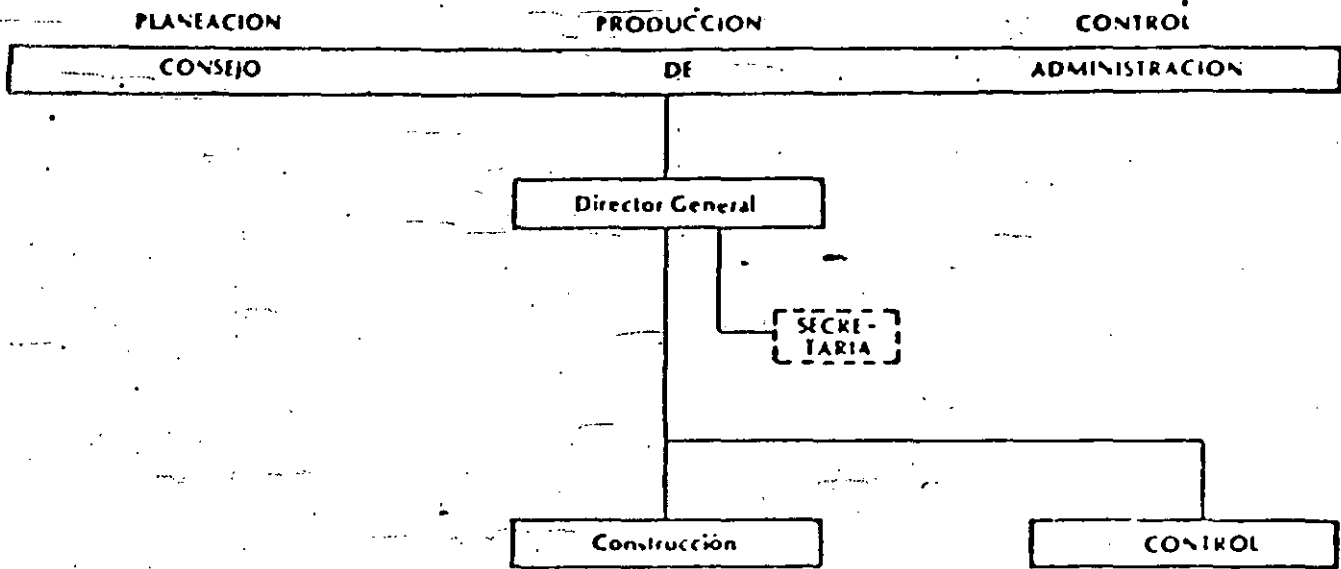 PLANEACION PRODUCCION CONTROL
CONSEJO DE ADMINISTRACION
Director General
SECRE-
TARIA
Construcción CONTROL